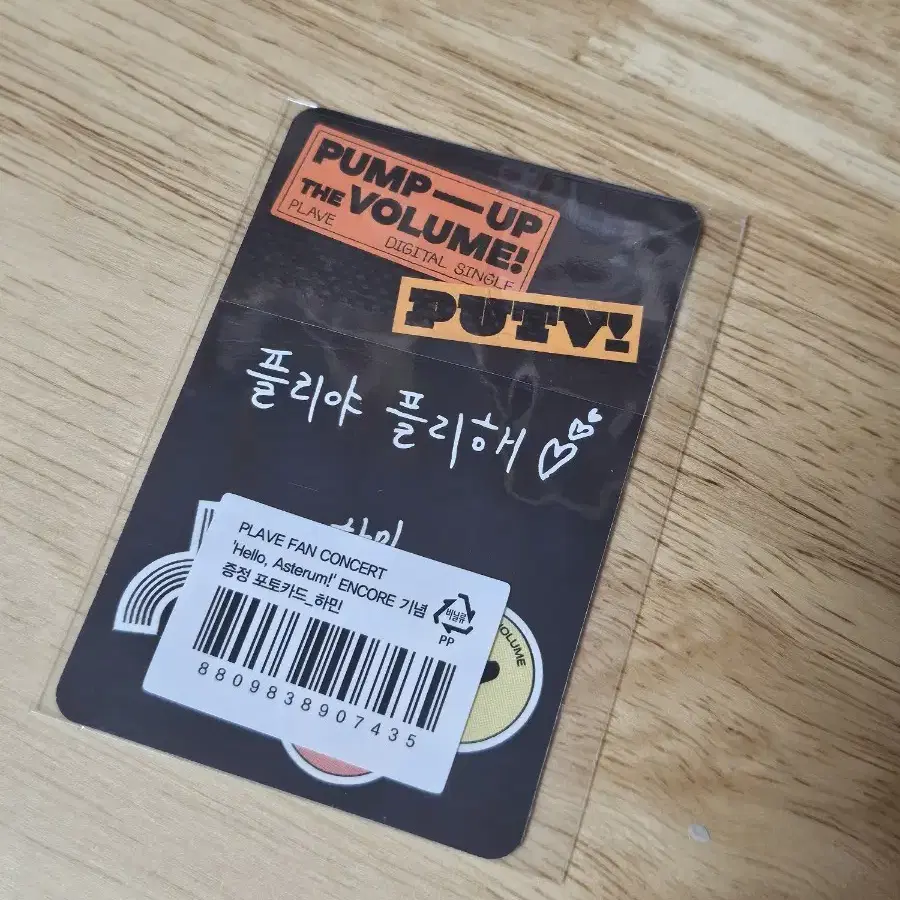 PUMP—UP
THE VOLUME!
PLAVE
DIGITAL SINGLE
PUTV!
플리야 플리해
PLAVE FAN CONCERT
'Hello, Asterum!' ENCORE 기념
증정 포토카드_하민
비닐류
PP
8809838907435
VOLUME